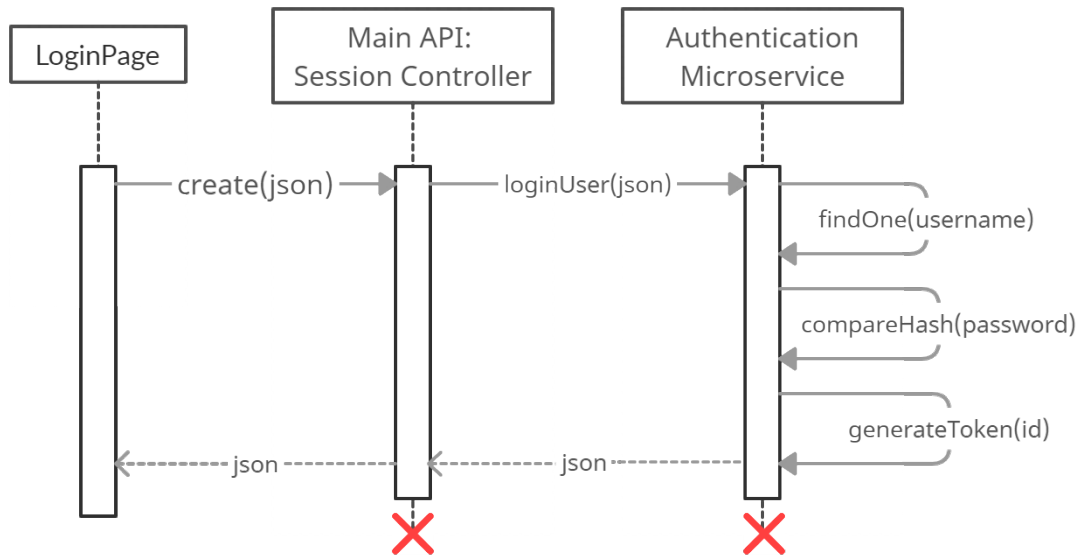 LoginPage
Main API:
Session Controller
Authentication
Microservice
create(json)
loginUser(json)
findOne(username)
compareHash(password)
generateToken(id)
json
json